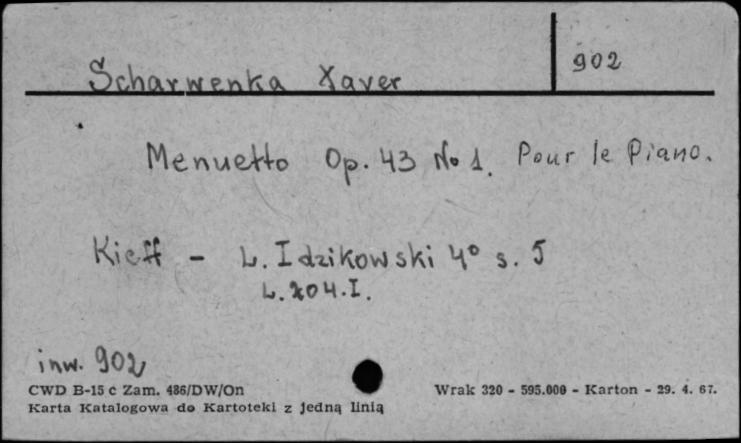 Scharwenka Xaver 902
Menuetto Op. 43 No 1. Pour le Piano.
Kieff - L. Idzikowski 4° s. 5
L. 204. I.
inw. 902
CWD B-15 c Zam. 486/DW/On Wrak 320 - 595.000 - Karton - 29. 4. 67.
Karta Katalogowa do Kartoteki z jedną linią